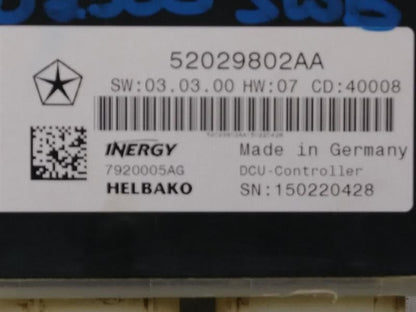 52029802AA
SW:03.03.00 HW:07 CD:40008
INERGY Made in Germany
7920005AG DCU-Controller
HELBAKO SN:150220428